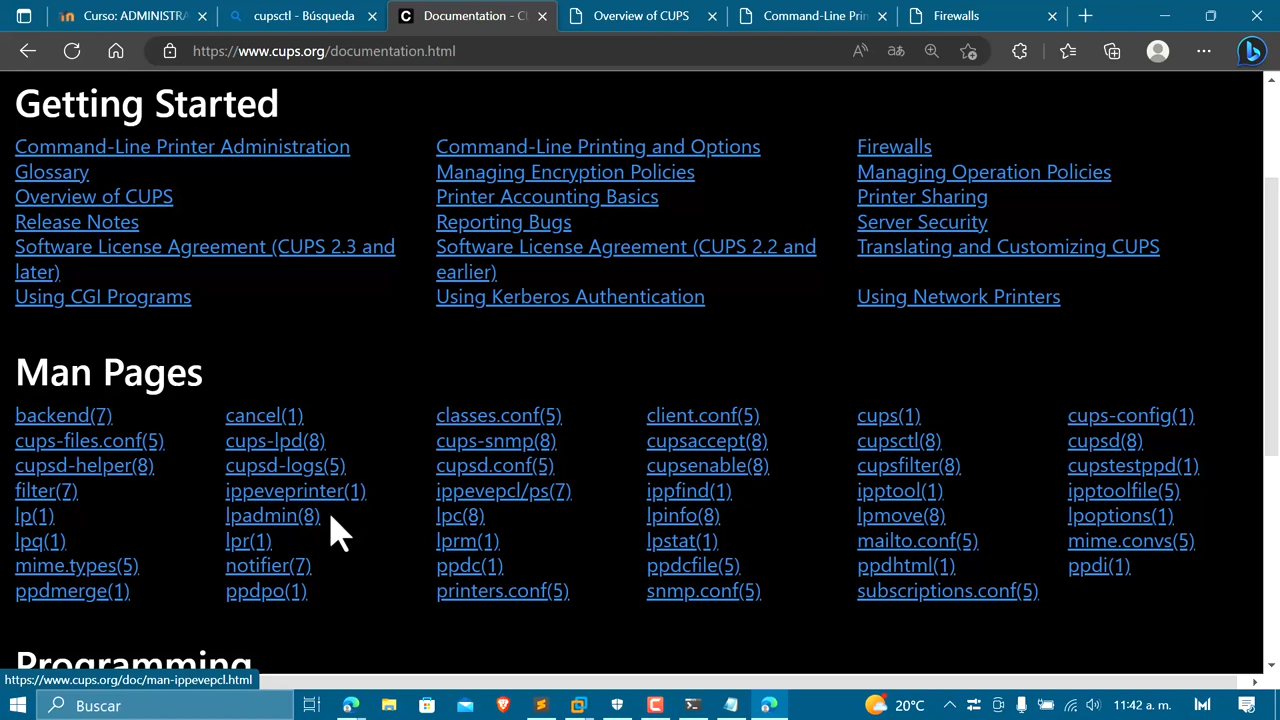 Curso: ADMINISTRA
cupsctl - Búsqueda
Documentation - C
Overview of CUPS
Command-Line Prin
Firewalls
https://www.cups.org/documentation.html
Getting Started
Command-Line Printer Administration
Command-Line Printing and Options
Firewalls
Glossary
Managing Encryption Policies
Managing Operation Policies
Overview of CUPS
Printer Accounting Basics
Printer Sharing
Release Notes
Reporting Bugs
Server Security
Software License Agreement (CUPS 2.3 and
later)
Software License Agreement (CUPS 2.2 and
earlier)
Translating and Customizing CUPS
Using CGI Programs
Using Kerberos Authentication
Using Network Printers
Man Pages
backend(7) cancel(1) classes.conf(5) client.conf(5) cups(1) cups-config(1)
cups-files.conf(5) cups-lpd(8) cups-snmp(8) cupsaccept(8) cupsctl(8) cupsd(8)
cupsd-helper(8) cupsd-logs(5) cupsd.conf(5) cupsenable(8) cupsfilter(8) cupstestppd(1)
filter(7) ippeveprinter(1) ippevepcl/ps(7) ippfind(1) ipptool(1) ipptoolfile(5)
lp(1) lpadmin(8) lpc(8) lpinfo(8) lpmove(8) lpoptions(1)
lpq(1) lpr(1) lprm(1) lpstat(1) mailto.conf(5) mime.convs(5)
mime.types(5) notifier(7) ppdc(1) ppdcfile(5) ppdhtml(1) ppdi(1)
ppdmerge(1) ppdpo(1) printers.conf(5) snmp.conf(5) subscriptions.conf(5)
Programming
https://www.cups.org/doc/man-ippevepcl.html
Buscar
20°C
11:42 a. m.